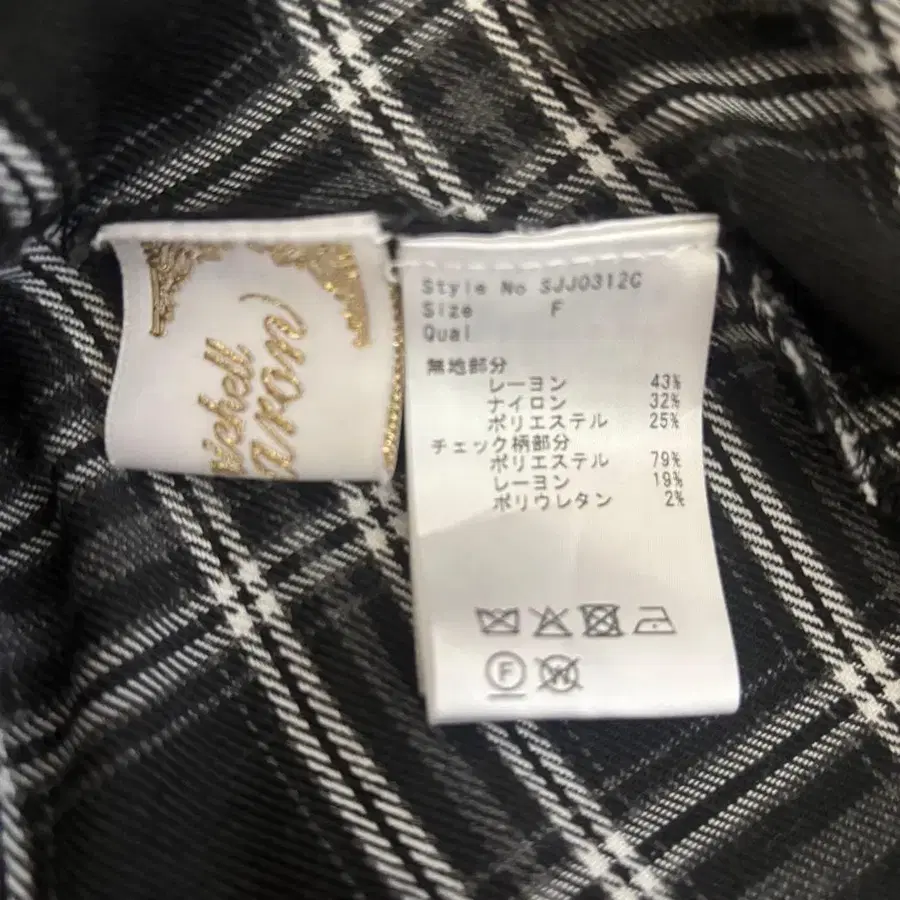 ichell
aron
Style No SJJ0312C
Size F
Qual
無地部分
レーヨン 43%
ナイロン 32%
ポリエステル 25%
チェック柄部分
ポリエステル 79%
レーヨン 19%
ポリウレタン 2%
F
W